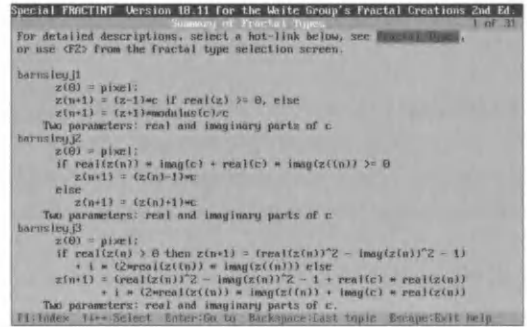 Special FRACTINT Version 18.11 for the Waite Group's Fractal Creations 2nd Ed.
Summary of Fractal Types 1 of 31
For detailed descriptions, select a hot-link below, see Fractal Types,
or use <F2> from the fractal type selection screen.
barnsleyj1
z(0) = pixel;
z(n+1) = (z-1)*c if real(z) >= 0, else
z(n+1) = (z+1)*modulus(c)/c
Two parameters: real and imaginary parts of c
barnsleyj2
z(0) = pixel;
if real(z(n)) * imag(c) + real(c) * imag(z((n)) >= 0
z(n+1) = (z(n)-1)*c
else
z(n+1) = (z(n)+1)*c
Two parameters: real and imaginary parts of c
barnsleyj3
z(0) = pixel;
if real(z(n) > 0 then z(n+1) = (real(z(n))^2 - imag(z(n))^2 - 1)
+ i * (2*real(z((n)) * imag(z((n))) else
z(n+1) = (real(z(n))^2 - imag(z(n))^2 - 1 + real(c) * real(z(n))
+ i * (2*real(z((n)) * imag(z((n)) + imag(c) * real(z(n))
Two parameters: real and imaginary parts of c.
F1:Index Select Enter:Go to Backspace:Last topic Escape:Exit help